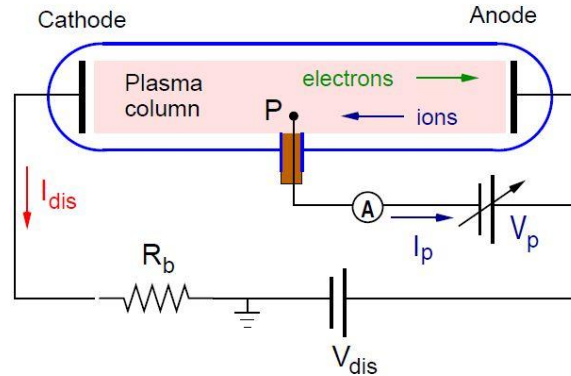 Cathode
Anode
Plasma
column
electrons
P
ions
I_dis
A
I_p
V_p
R_b
V_dis